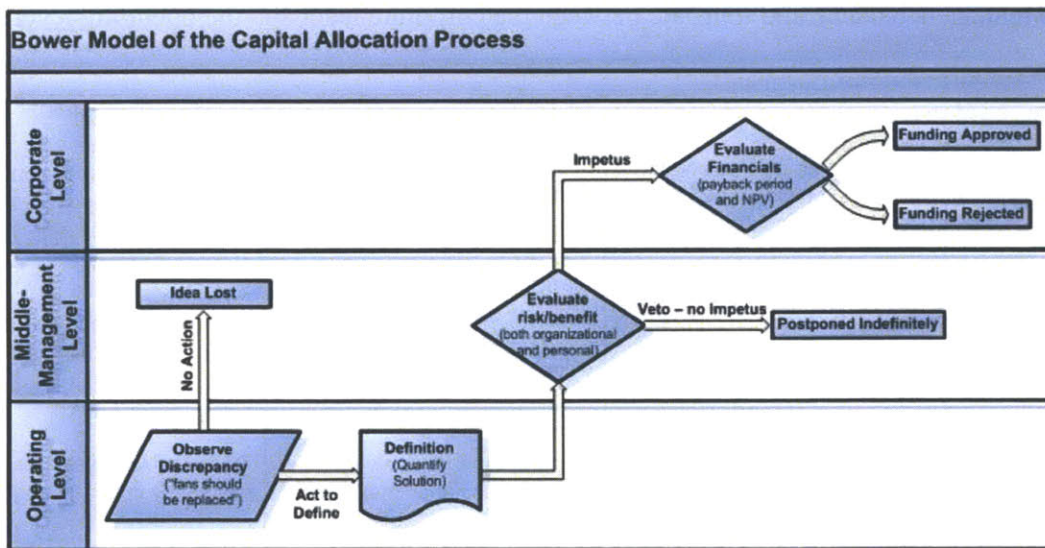 Bower Model of the Capital Allocation Process
Corporate
Level
Impetus
Evaluate
Financials
(payback period
and NPV)
Funding Approved
Funding Rejected
Middle-
Management
Level
Idea Lost
No Action
Evaluate
risk/benefit
(both organizational
and personal)
Veto – no impetus
Postponed Indefinitely
Operating
Level
Observe
Discrepancy
("fans should
be replaced")
Act to
Define
Definition
(Quantify
Solution)